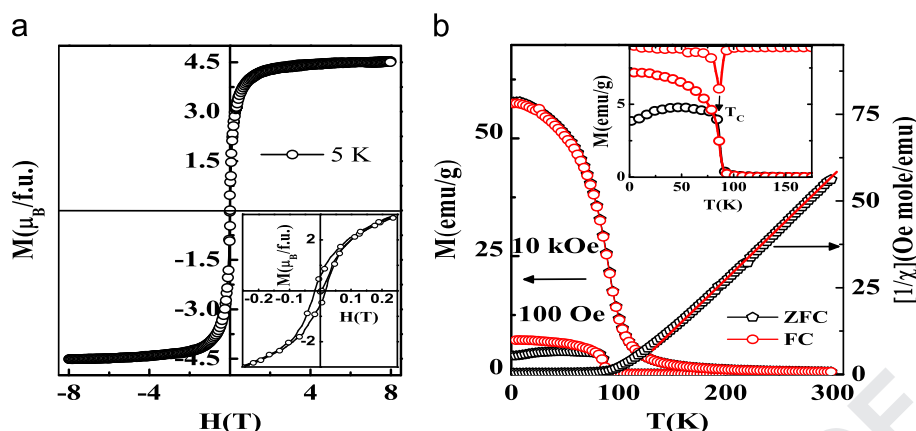 a
4.5
3.0
1.5
-1.5
-3.0
-4.5
M(μB/f.u.)
5 K
2
-2
M(μB/f.u.)
-0.2 -0.1 0.1 0.2
H(T)
-8 -4 0 4 8
H(T)
b
50
25
0
M(emu/g)
10 kOe
100 Oe
5
0
M(emu/g)
TC
0 50 100 150
T(K)
ZFC
FC
75
50
25
0
[1/χ](Oe mole/emu)
0 100 200 300
T(K)